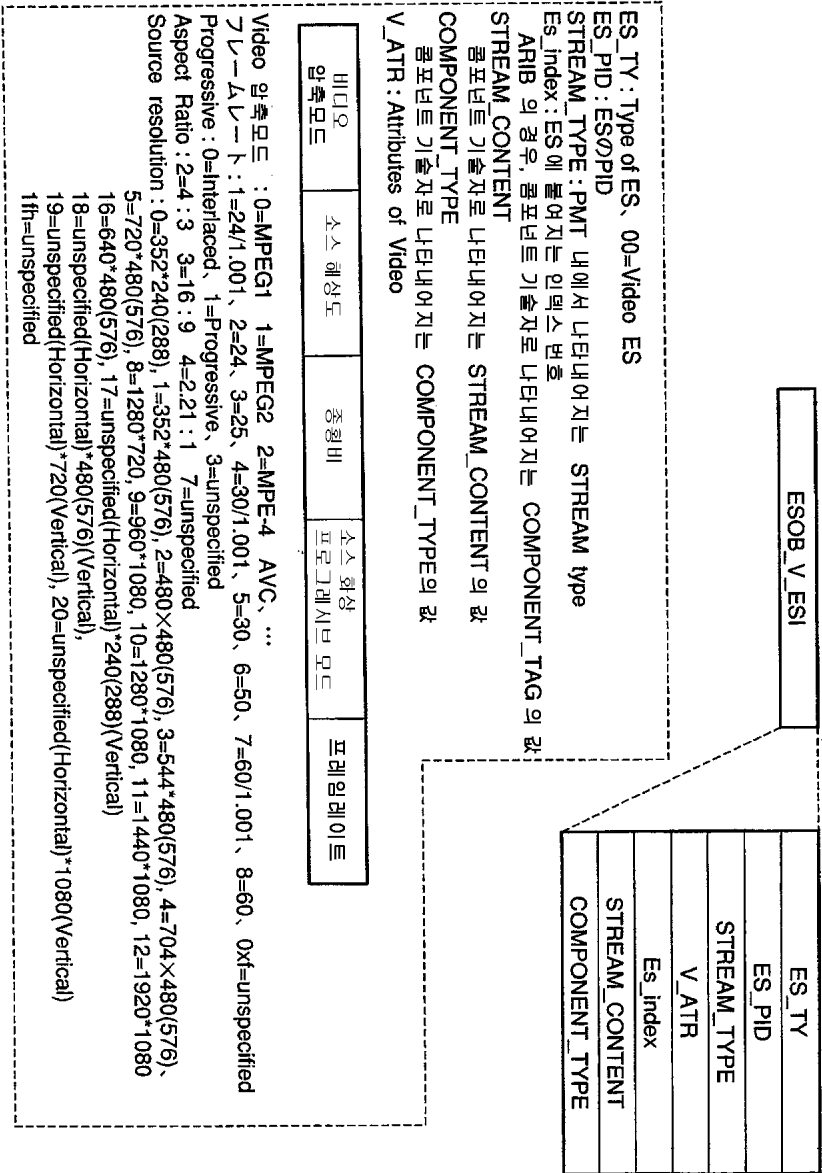 ESOB_V_ESI
ES_TY
ES_PID
STREAM_TYPE
V_ATR
Es_index
STREAM_CONTENT
COMPONENT_TYPE
ES_TY : Type of ES、00=Video ES
ES_PID : ESのPID
STREAM_TYPE : PMT 내에서 나타내어지는 STREAM type
Es_index : ES 에 붙여지는 인덱스 번호
ARIB 의 경우, 콤포넌트 기술자로 나타내어지는 COMPONENT_TAG 의 값
STREAM_CONTENT
콤포넌트 기술자로 나타내어지는 STREAM_CONTENT 의 값
COMPONENT_TYPE
콤포넌트 기술자로 나타내어지는 COMPONENT_TYPE의 값
V_ATR : Attributes of Video
비디오
압축모드
소스 해상도
종횡비
소스 화상
프로그래시브 모드
프레임레이트
Video 압축모드 : 0=MPEG1 1=MPEG2 2=MPE-4 AVC、…
フレームレート : 1=24/1.001、2=24、3=25、4=30/1.001、5=30、6=50、7=60/1.001、8=60、0xf=unspecified
Progressive : 0=Interlaced、1=Progressive、3=unspecified
Aspect Ratio : 2=4 : 3 3=16 : 9 4=2.21 : 1 7=unspecified
Source resolution : 0=352*240(288), 1=352*480(576), 2=480×480(576), 3=544*480(576), 4=704×480(576)、
5=720*480(576), 8=1280*720, 9=960*1080, 10=1280*1080, 11=1440*1080, 12=1920*1080
16=640*480(576), 17=unspecified(Horizontal)*240(288)(Vertical)
18=unspecified(Horizontal)*480(576)(Vertical),
19=unspecified(Horizontal)*720(Vertical), 20=unspecified(Horizontal)*1080(Vertical)
1fh=unspecified